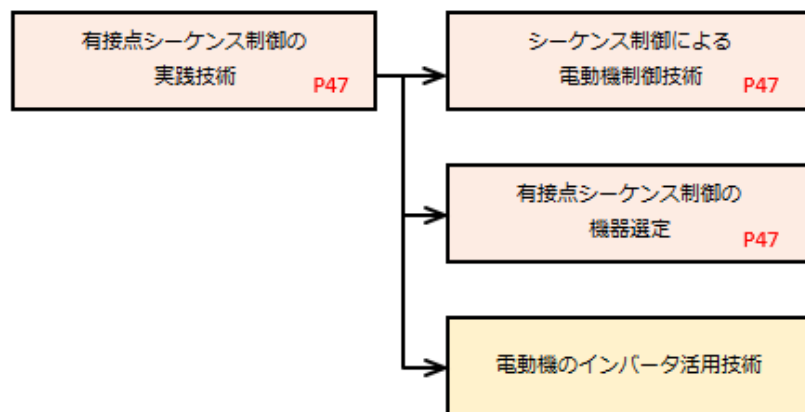 有接点シーケンス制御の
実践技術
P47
シーケンス制御による
電動機制御技術
P47
有接点シーケンス制御の
機器選定
P47
電動機のインバータ活用技術